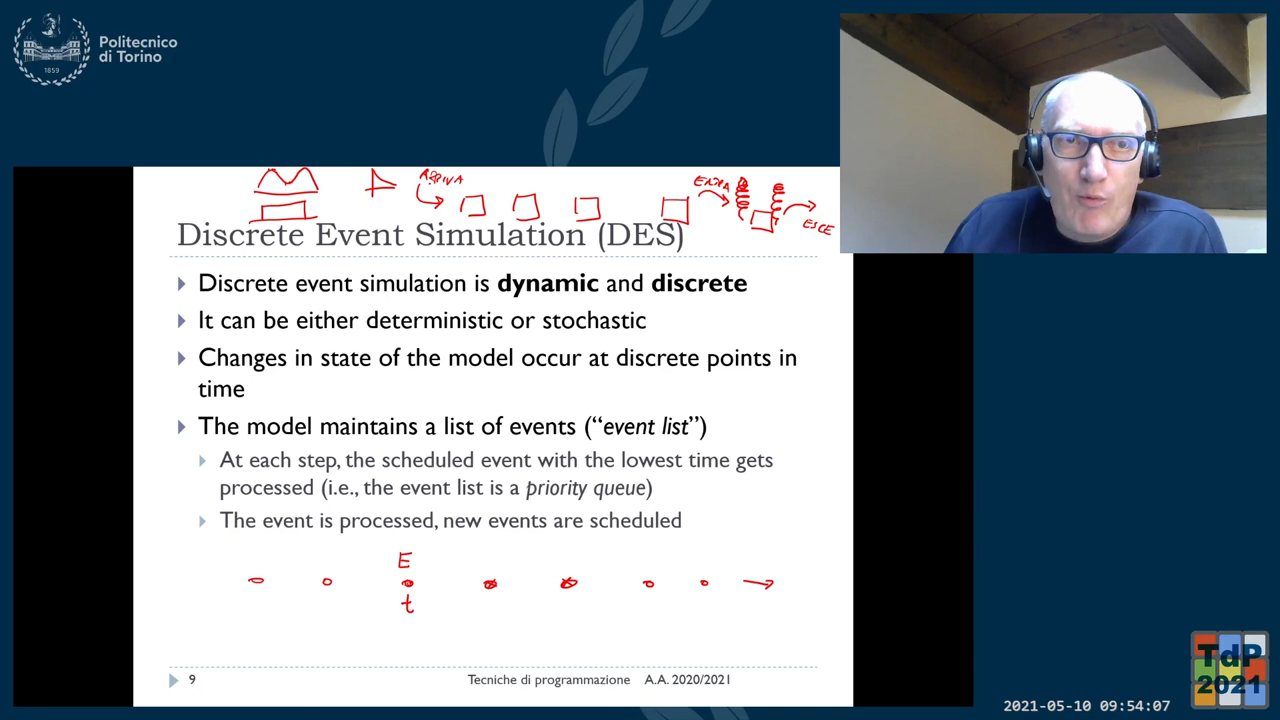 Politecnico
di Torino
1859
ARRIVA
ENTRA
ESCE
Discrete Event Simulation (DES)
Discrete event simulation is dynamic and discrete
It can be either deterministic or stochastic
Changes in state of the model occur at discrete points in
time
The model maintains a list of events (“event list”)
At each step, the scheduled event with the lowest time gets
processed (i.e., the event list is a priority queue)
The event is processed, new events are scheduled
E
t
9
Tecniche di programmazione A.A. 2020/2021
TdP
2021
2021-05-10 09:54:07